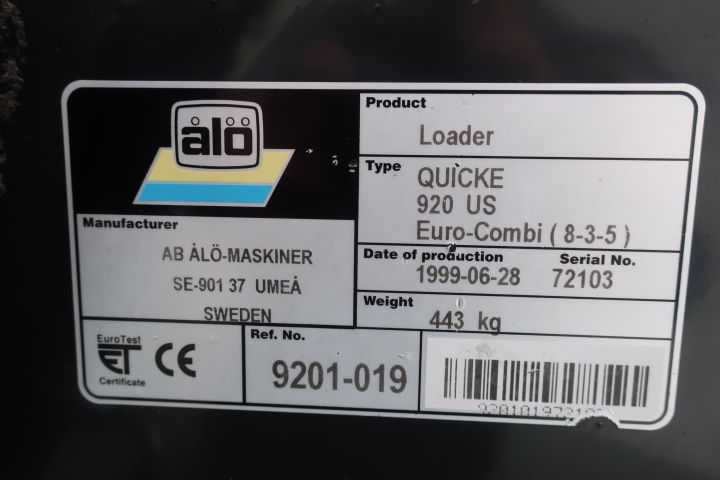 ålö
Product
Loader
Type
QUICKE
920 US
Euro-Combi ( 8-3-5 )
Manufacturer
AB ÅLÖ-MASKINER
SE-901 37 UMEÅ
SWEDEN
Date of production
1999-06-28
Serial No.
72103
Weight
443 kg
EuroTest
ET CE
Certificate
Ref. No.
9201-019